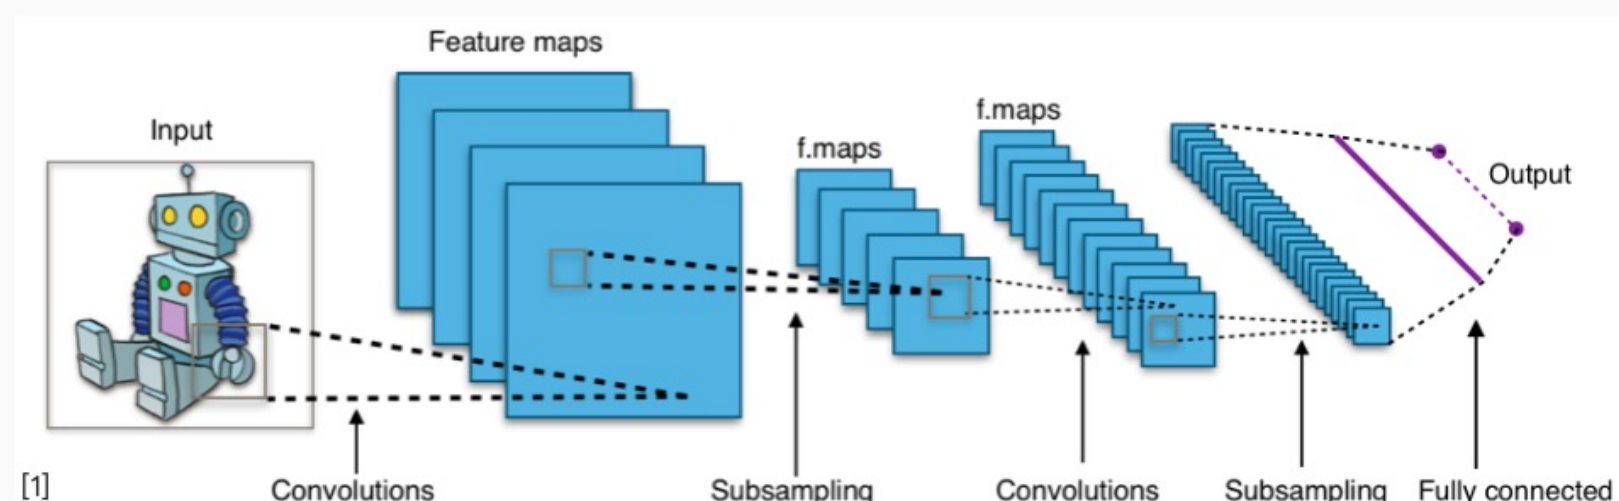 Feature maps
f.maps
Input
f.maps
Output
[1]
Convolutions
Subsampling
Convolutions
Subsampling
Fully connected